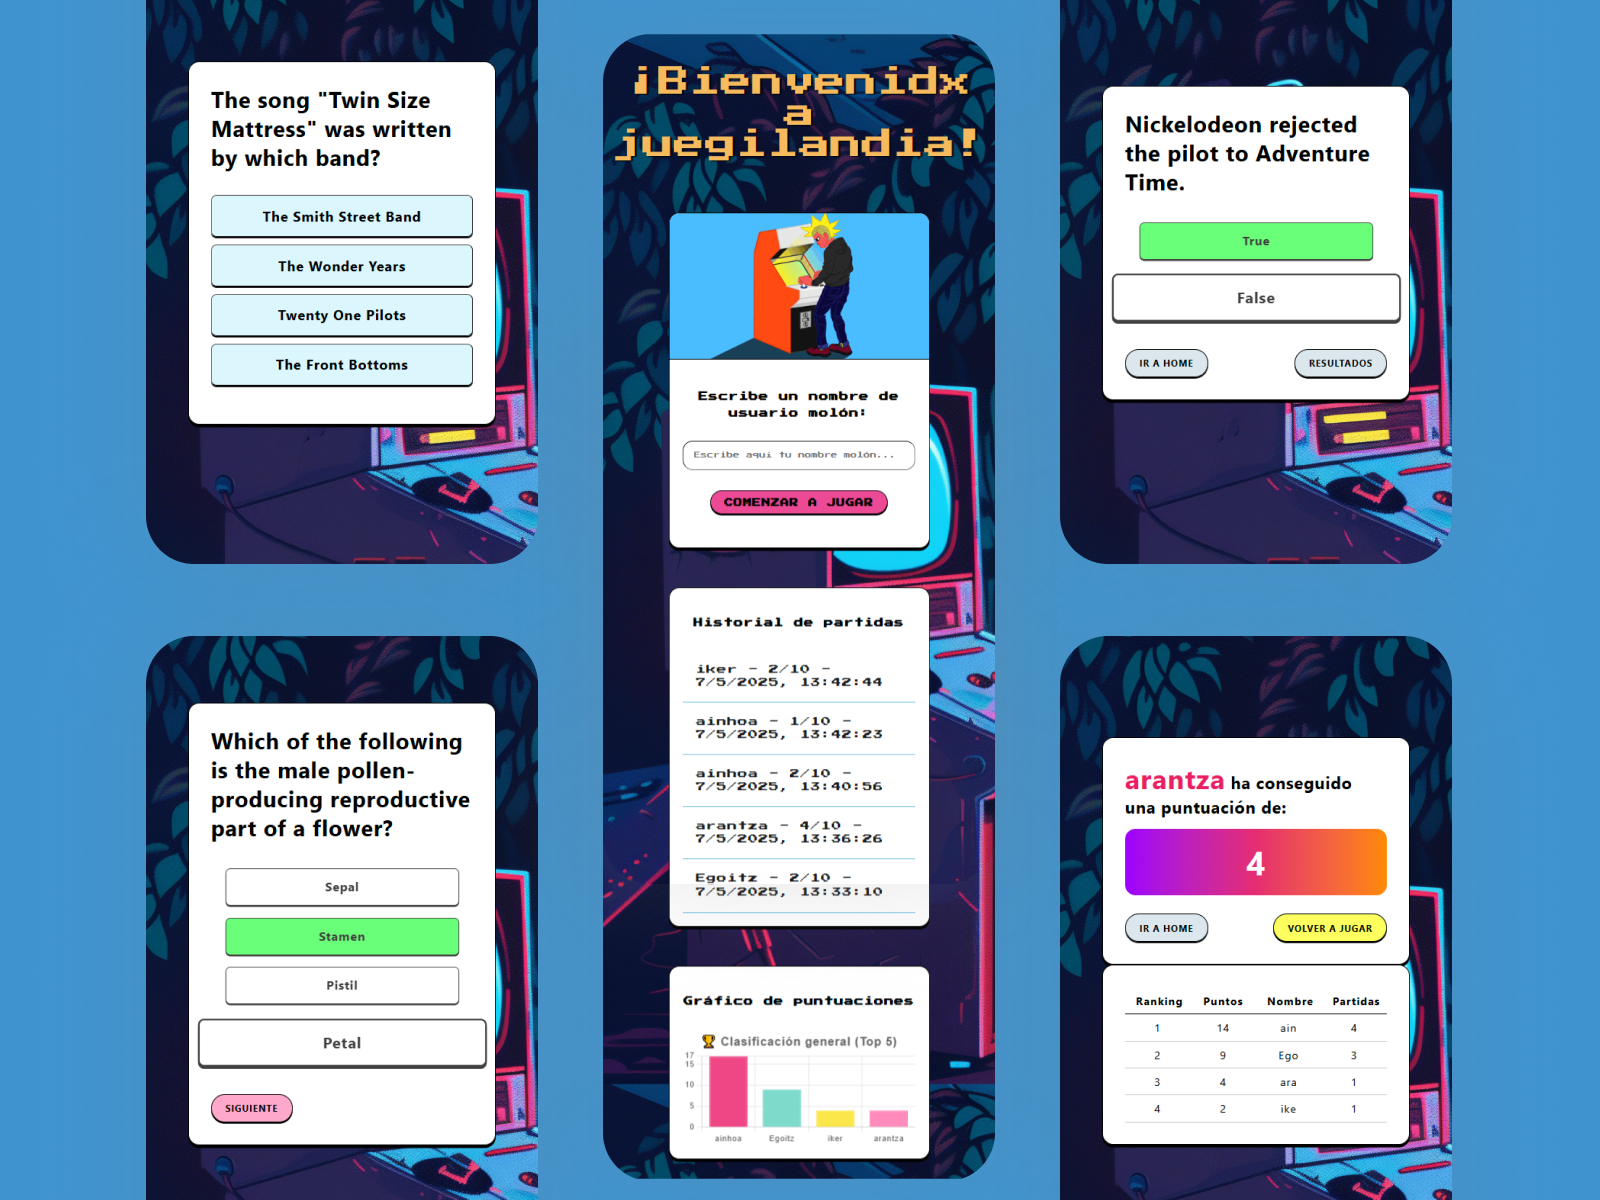 The song "Twin Size
Mattress" was written
by which band?
The Smith Street Band
The Wonder Years
Twenty One Pilots
The Front Bottoms
Which of the following
is the male pollen-
producing reproductive
part of a flower?
Sepal
Stamen
Pistil
Petal
SIGUIENTE
¡Bienvenidx
a
juegilandia!
Escribe un nombre de
usuario molón:
Escribe aquí tu nombre molón...
COMENZAR A JUGAR
Historial de partidas
iker - 2/10 -
7/5/2025, 13:42:44
ainhoa - 1/10 -
7/5/2025, 13:42:23
ainhoa - 2/10 -
7/5/2025, 13:40:56
arantza - 4/10 -
7/5/2025, 13:36:26
Egoitz - 2/10 -
7/5/2025, 13:33:10
Gráfico de puntuaciones
🏆 Clasificación general (Top 5)
17
15
10
5
0
ainhoa Egoitz iker arantza
Nickelodeon rejected
the pilot to Adventure
Time.
True
False
IR A HOME RESULTADOS
arantza ha conseguido
una puntuación de:
4
IR A HOME VOLVER A JUGAR
Ranking Puntos Nombre Partidas
1 14 ain 4
2 9 Ego 3
3 4 ara 1
4 2 ike 1